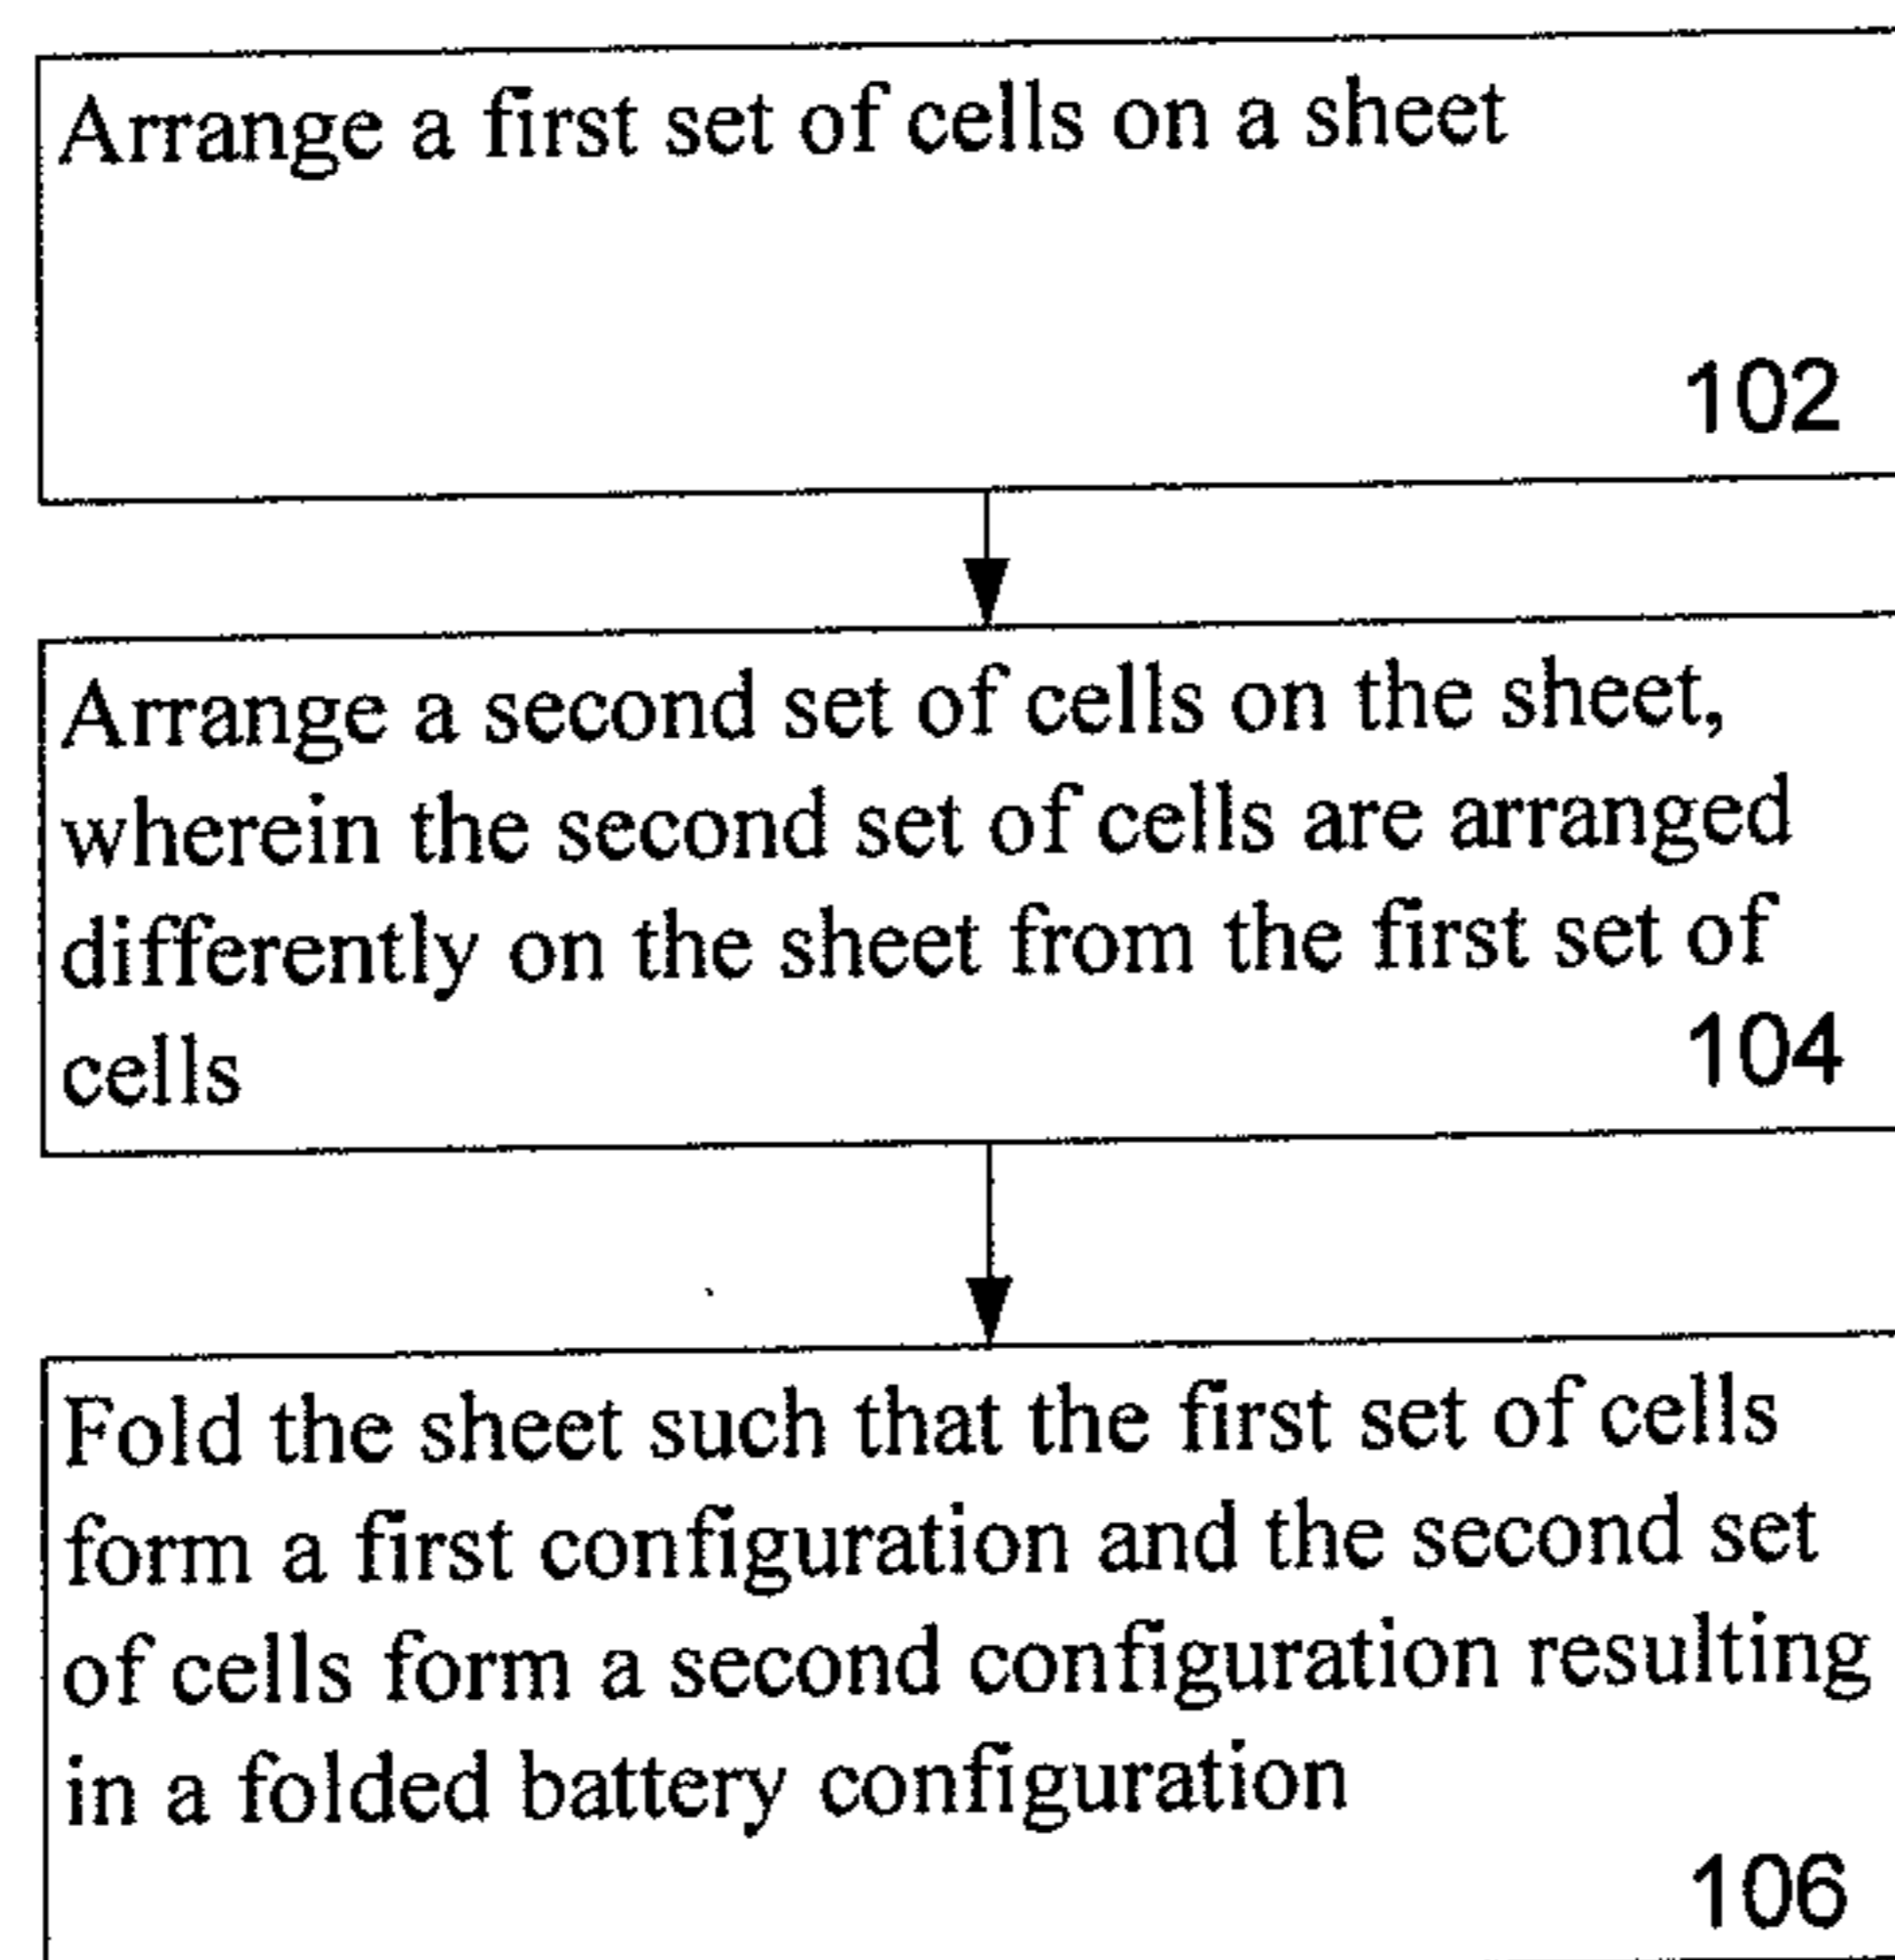 Arrange a first set of cells on a sheet
102
Arrange a second set of cells on the sheet,
wherein the second set of cells are arranged
differently on the sheet from the first set of
cells
104
Fold the sheet such that the first set of cells
form a first configuration and the second set
of cells form a second configuration resulting
in a folded battery configuration
106